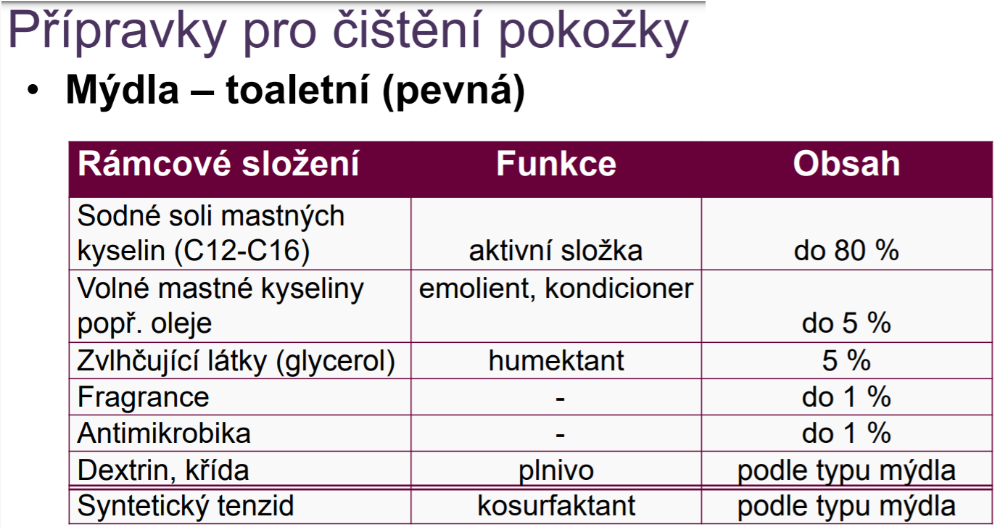 Přípravky pro čištění pokožky
• Mýdla – toaletní (pevná)
Rámcové složení Funkce Obsah
Sodné soli mastných
kyselin (C12-C16) aktivní složka do 80 %
Volné mastné kyseliny emolient, kondicioner
popř. oleje do 5 %
Zvlhčující látky (glycerol) humektant 5 %
Fragrance - do 1 %
Antimikrobika - do 1 %
Dextrin, křída plnivo podle typu mýdla
Syntetický tenzid kosurfaktant podle typu mýdla